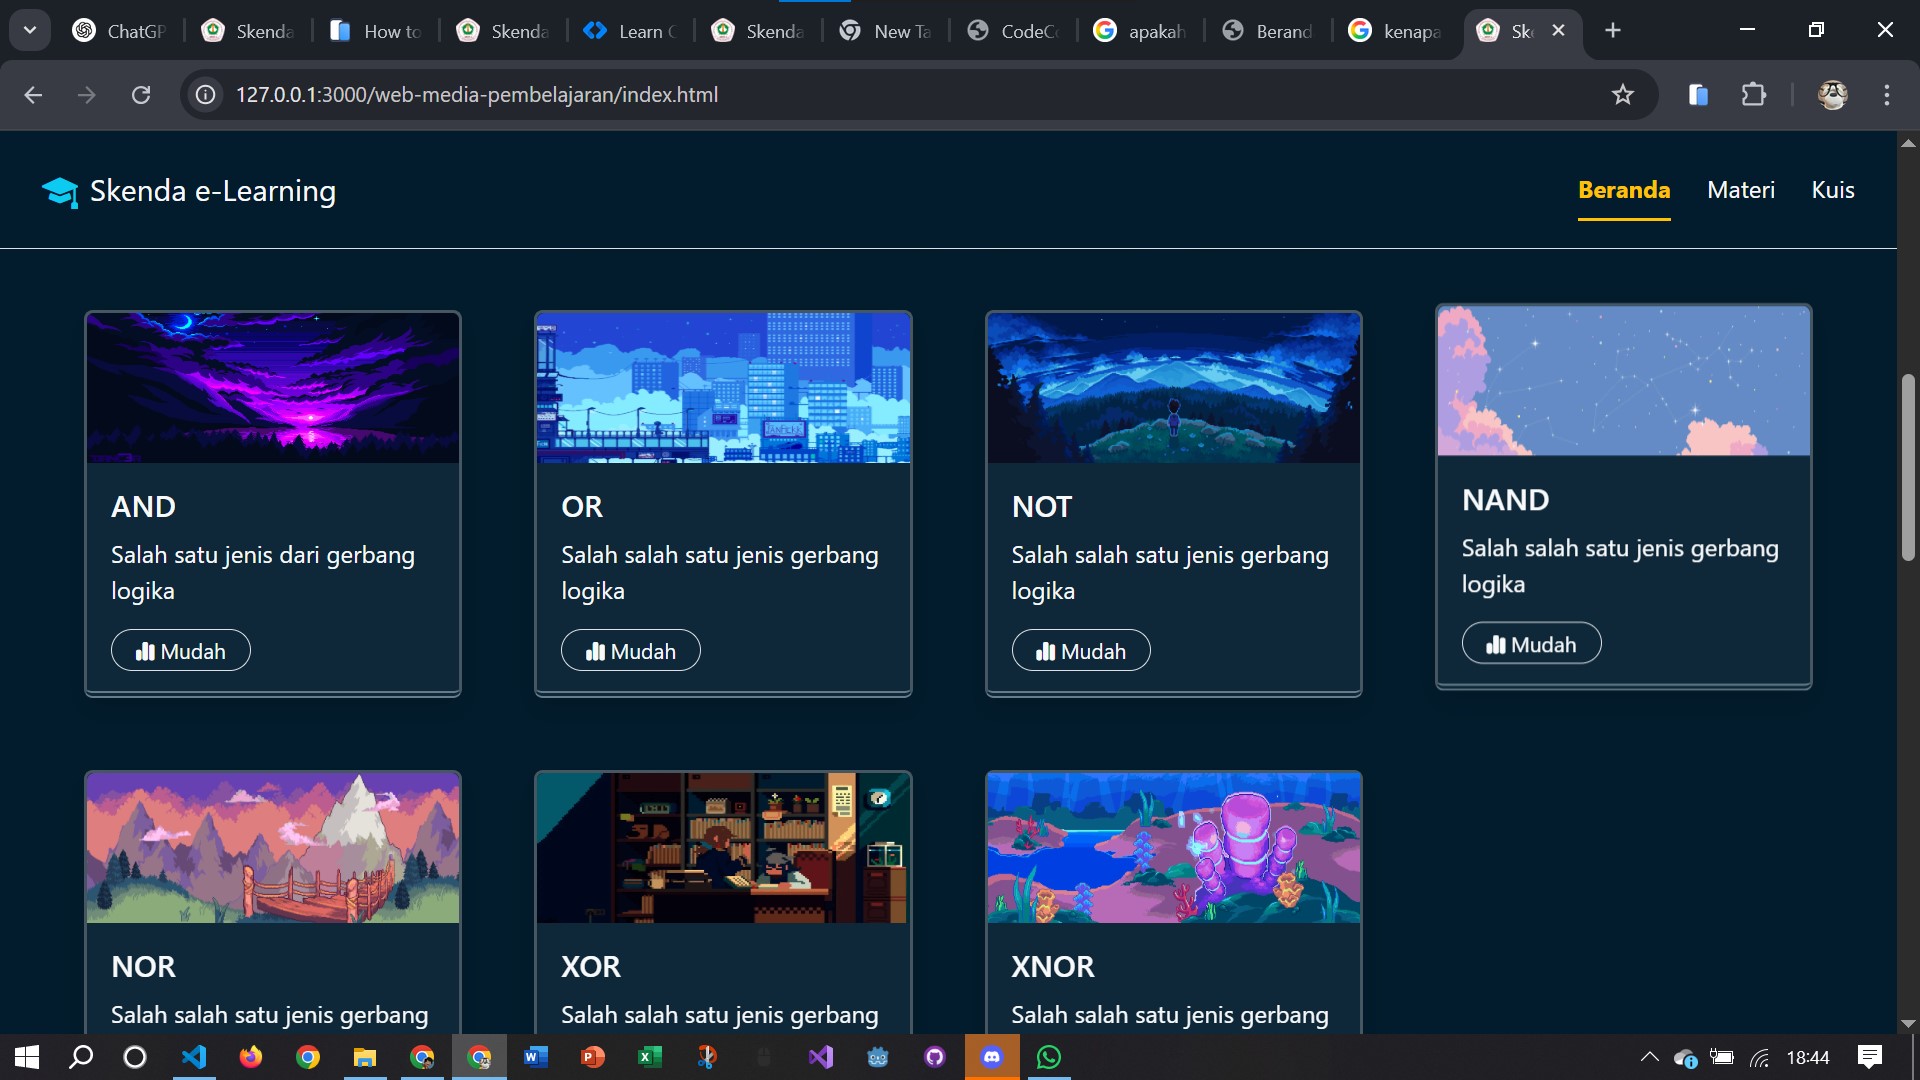 ChatGP
Skenda
How to
Skenda
Learn C
Skenda
New Ta
CodeCo
apakah
Berand
kenapa
Ske
127.0.0.1:3000/web-media-pembelajaran/index.html
Skenda e-Learning
Beranda
Materi
Kuis
AND
Salah satu jenis dari gerbang
logika
Mudah
OR
Salah salah satu jenis gerbang
logika
Mudah
NOT
Salah salah satu jenis gerbang
logika
Mudah
NAND
Salah salah satu jenis gerbang
logika
Mudah
NOR
Salah salah satu jenis gerbang
XOR
Salah salah satu jenis gerbang
XNOR
Salah salah satu jenis gerbang
18:44